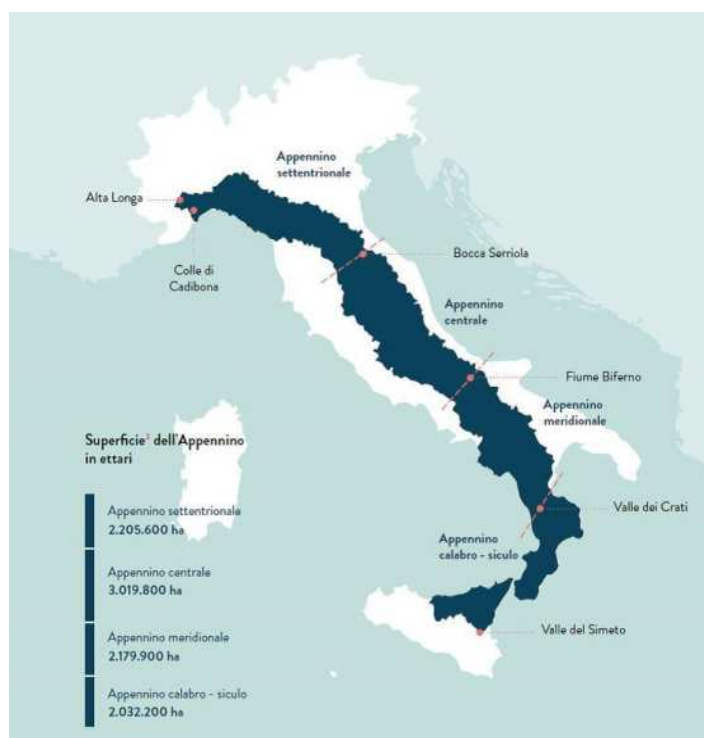 Appennino
settentrionale
Alta Longa
Colle di
Cadibona
Bocca Serriola
Appennino
centrale
Fiume Biferno
Appennino
meridionale
Superficie³ dell'Appennino
in ettari
Appennino settentrionale
2.205.600 ha
Appennino centrale
3.019.800 ha
Appennino meridionale
2.179.900 ha
Appennino calabro - siculo
2.032.200 ha
Valle dei Crati
Appennino
calabro - siculo
Valle del Simeto